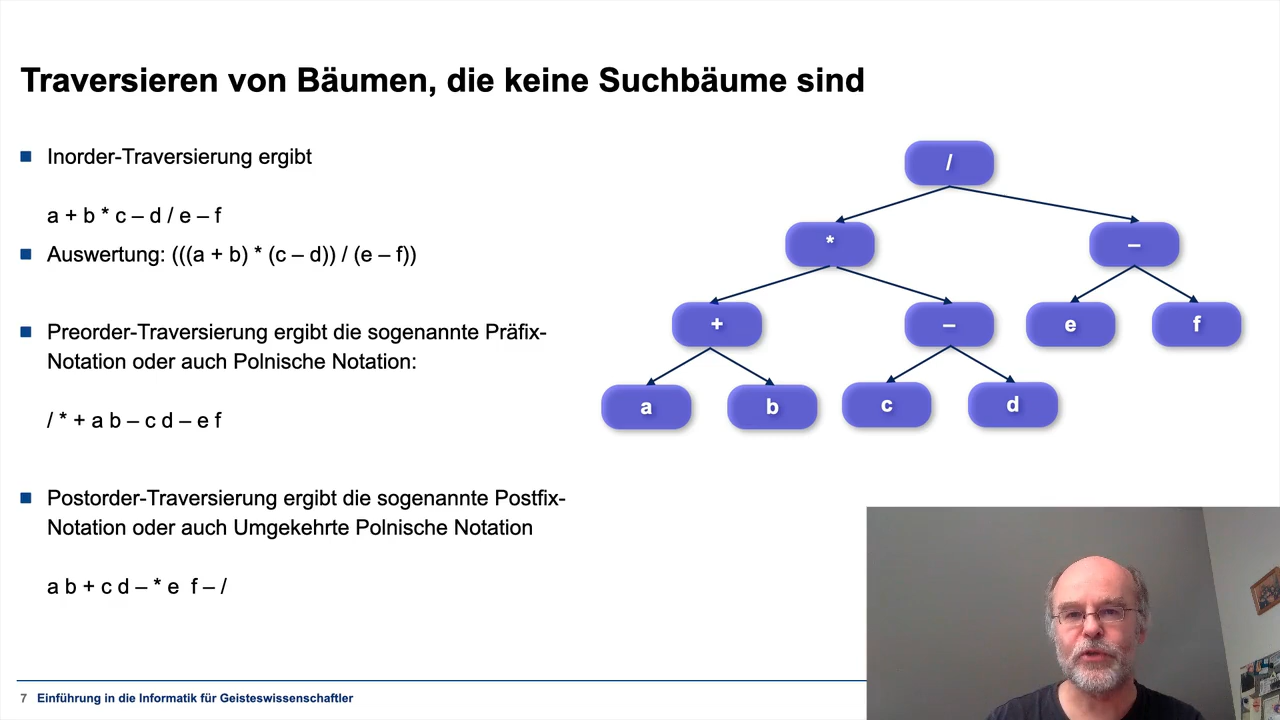 Traversieren von Bäumen, die keine Suchbäume sind
Inorder-Traversierung ergibt
a + b * c – d / e – f
Auswertung: (((a + b) * (c – d)) / (e – f))
Preorder-Traversierung ergibt die sogenannte Präfix-
Notation oder auch Polnische Notation:
/ * + a b – c d – e f
Postorder-Traversierung ergibt die sogenannte Postfix-
Notation oder auch Umgekehrte Polnische Notation
a b + c d – * e f – /
/
* –
+ – e f
a b c d
7 Einführung in die Informatik für Geisteswissenschaftler